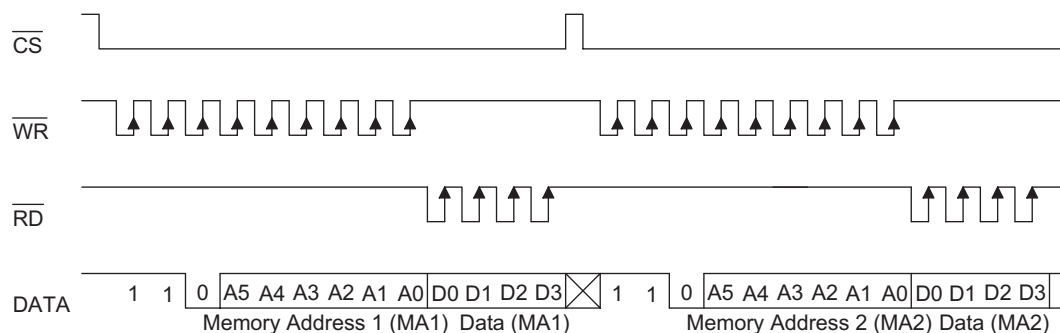 CS
WR
RD
DATA 1 1 0 A5 A4 A3 A2 A1 A0 D0 D1 D2 D3 1 1 0 A5 A4 A3 A2 A1 A0 D0 D1 D2 D3
Memory Address 1 (MA1) Data (MA1) Memory Address 2 (MA2) Data (MA2)